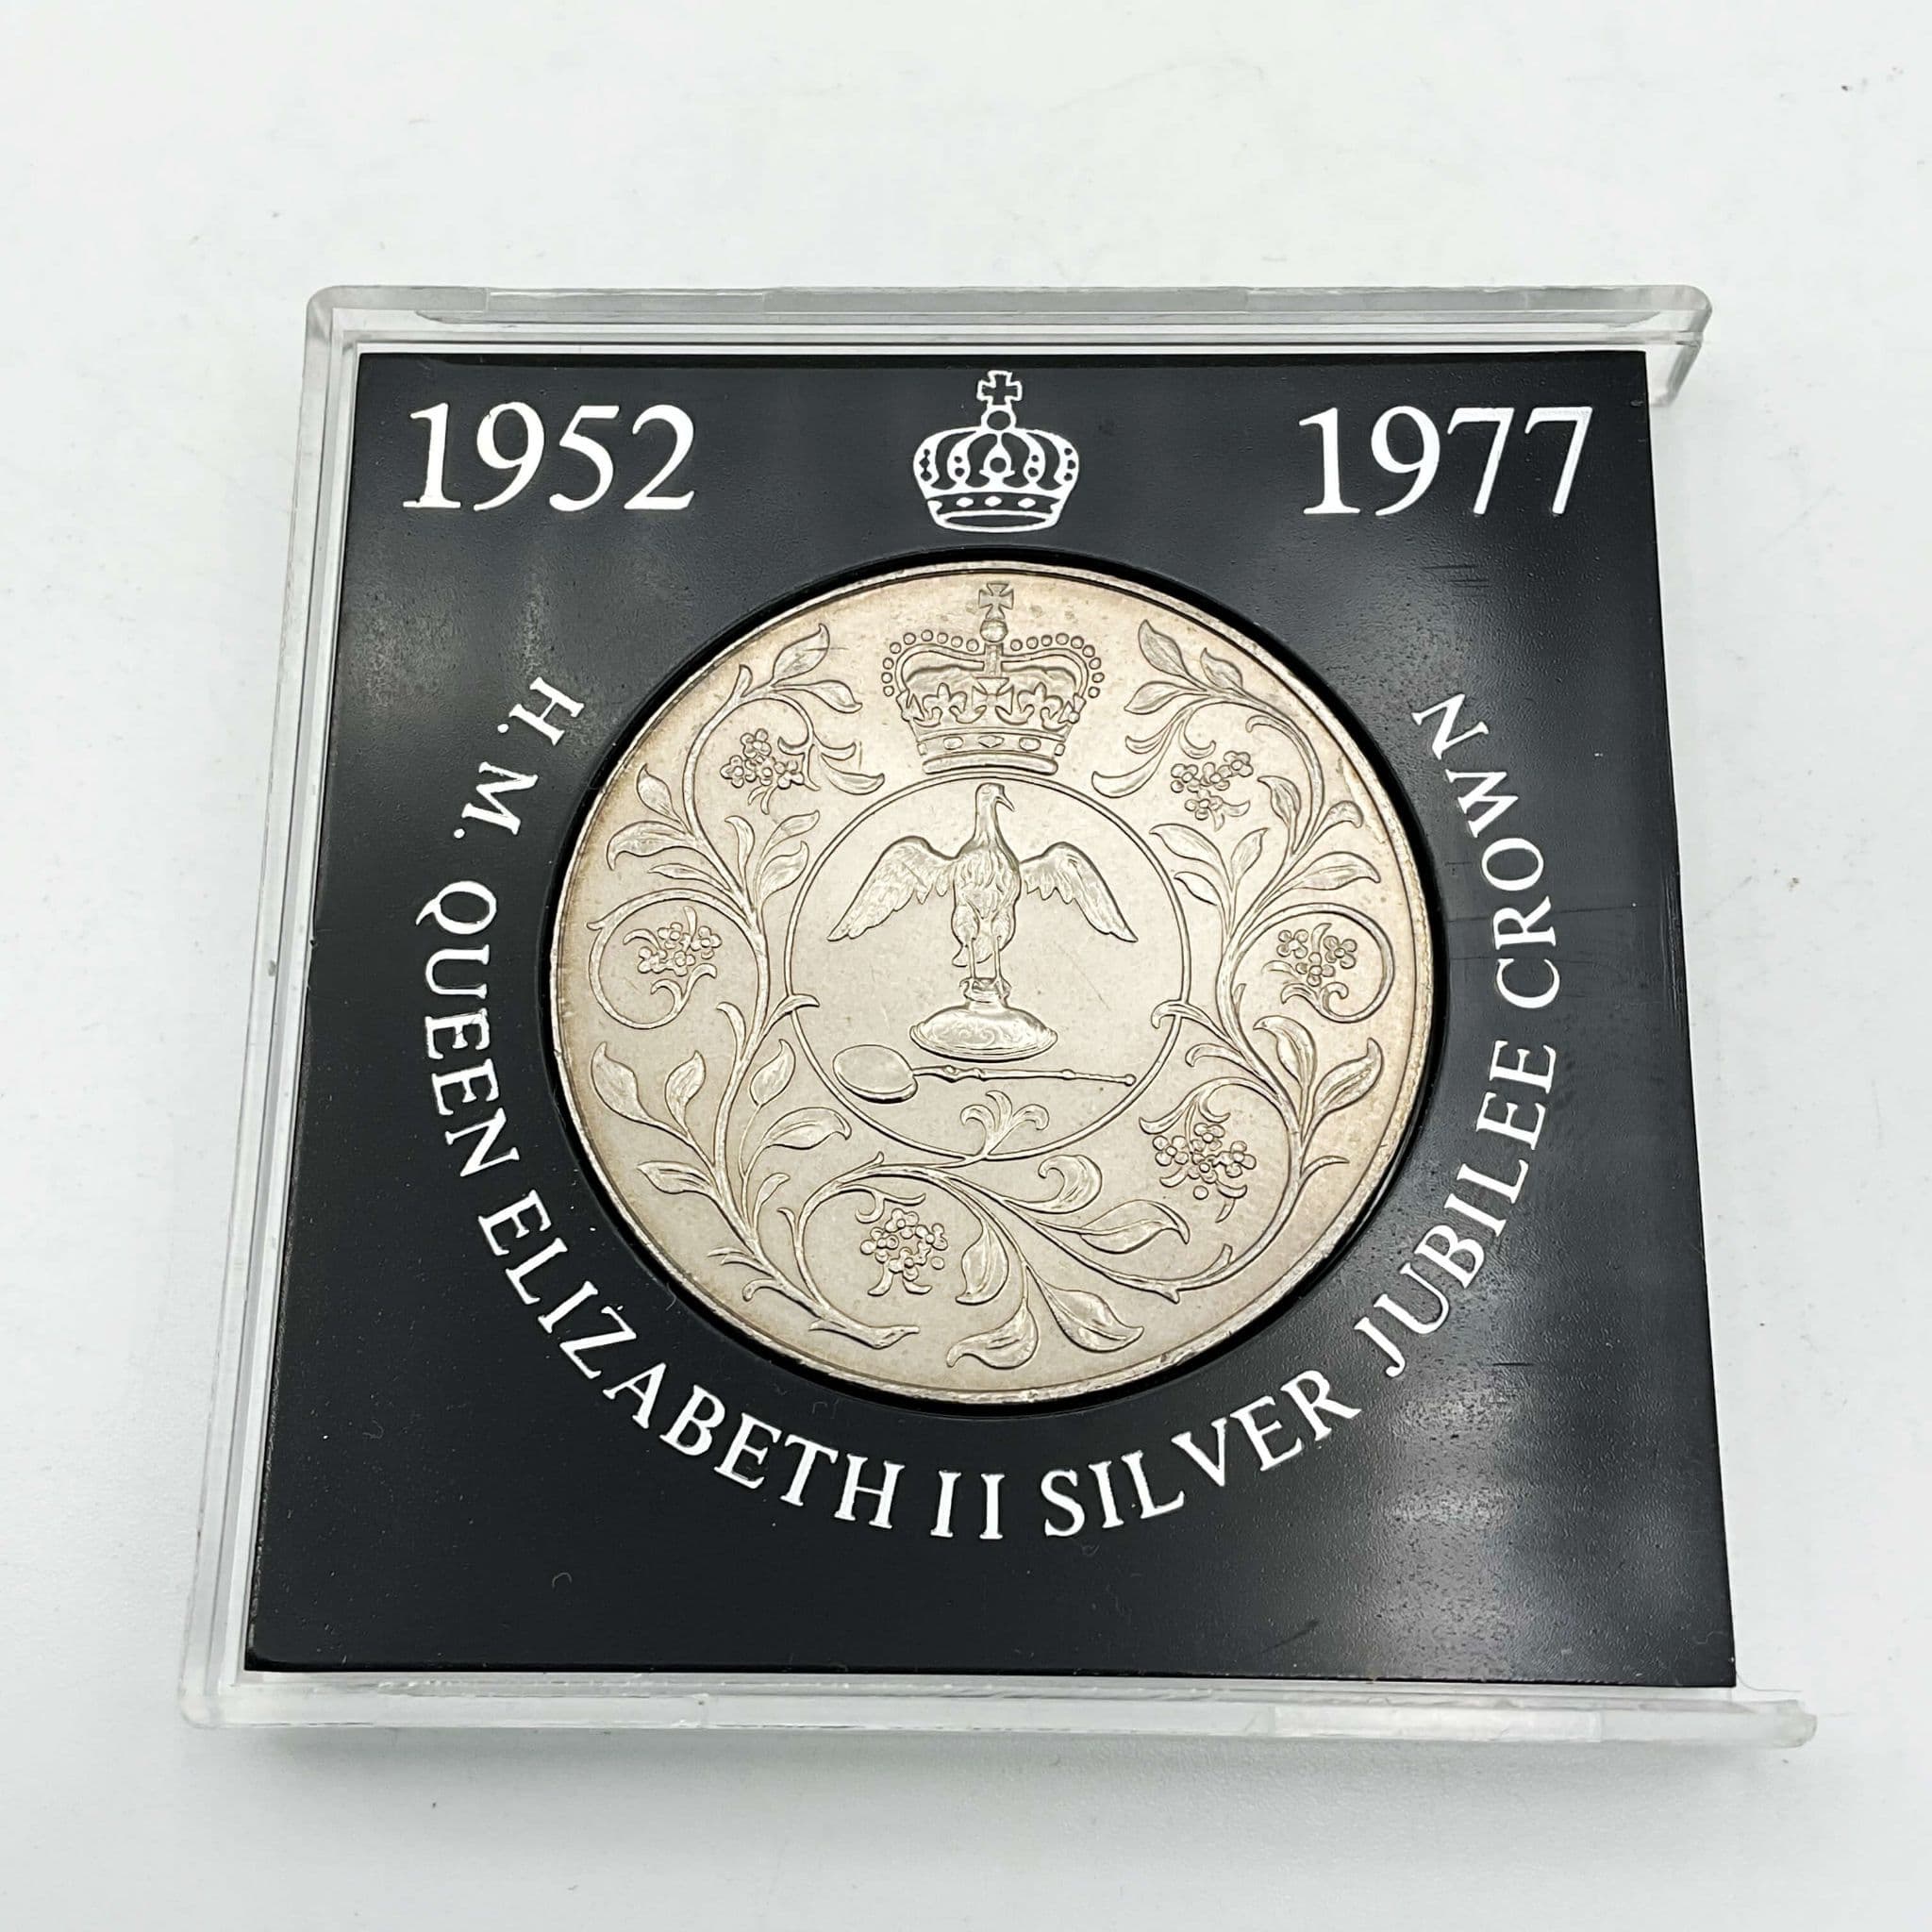 1952 1977
H. M. QUEEN ELIZABETH II SILVER JUBILEE CROWN